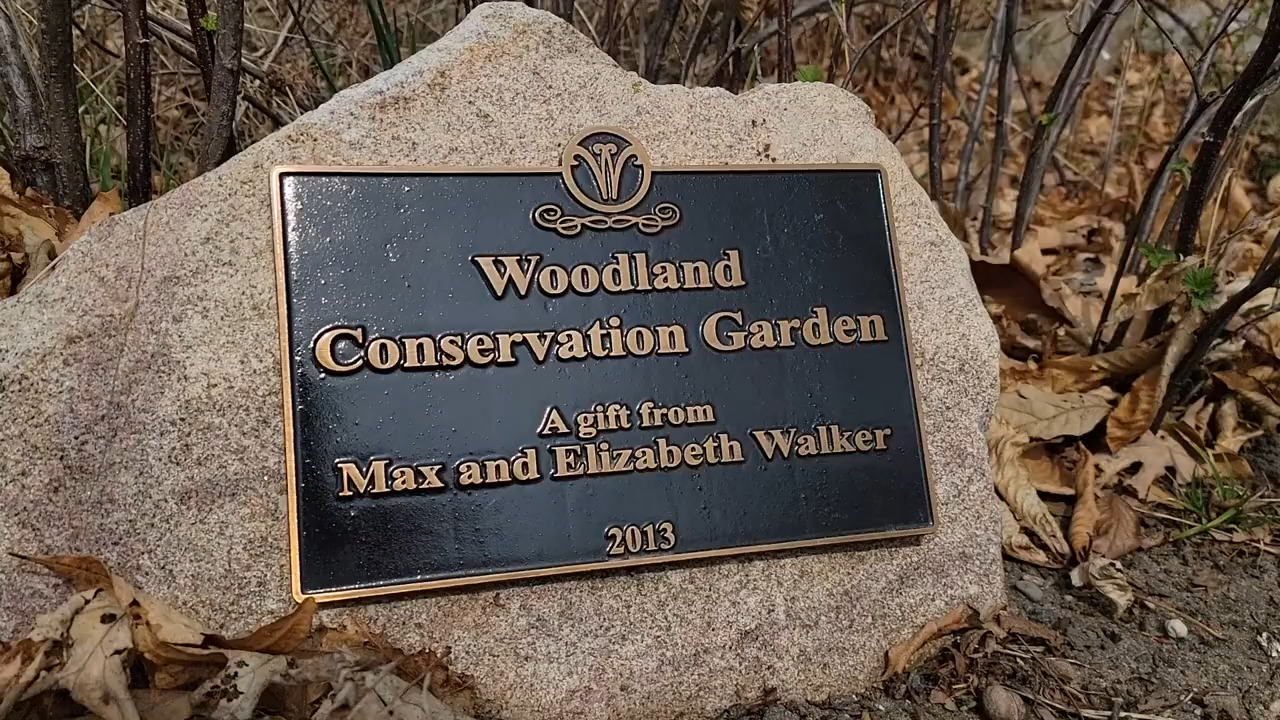 W
Woodland
Conservation Garden
A gift from
Max and Elizabeth Walker
2013